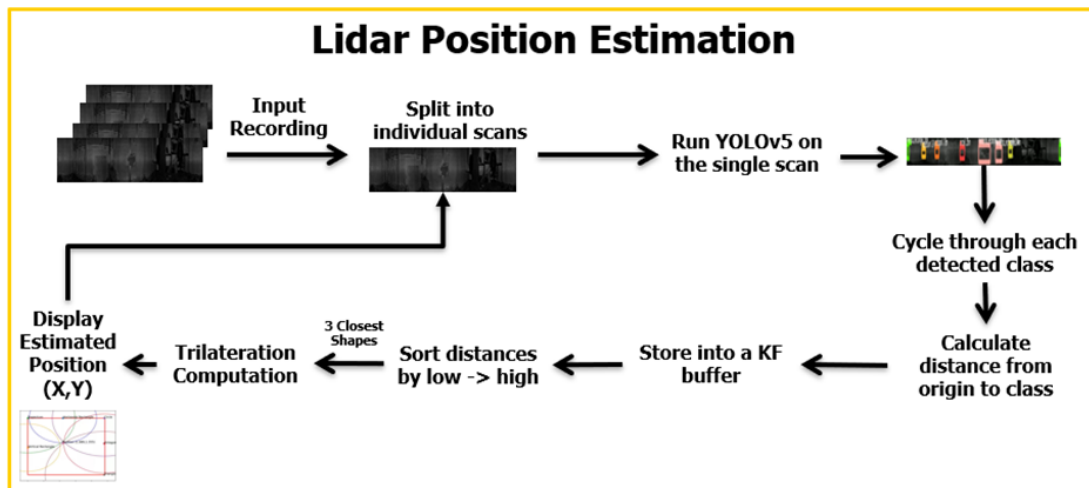 Lidar Position Estimation
Input
Recording
Split into
individual scans
Run YOLOv5 on
the single scan
Cycle through each
detected class
Calculate
distance from
origin to class
Store into a KF
buffer
Sort distances
by low -> high
3 Closest
Shapes
Trilateration
Computation
Display
Estimated
Position
(X,Y)